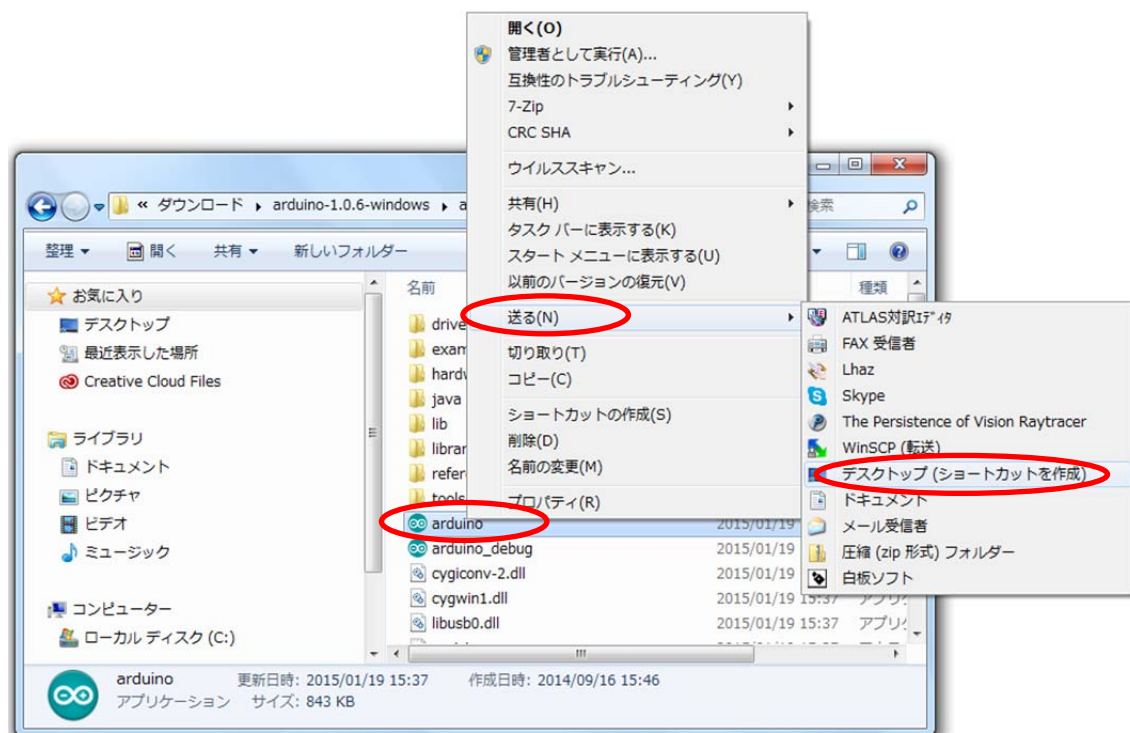 開く(O)
管理者として実行(A)...
互換性のトラブルシューティング(Y)
7-Zip
CRC SHA
ウイルススキャン...
共有(H)
タスク バーに表示する(K)
スタート メニューに表示する(U)
以前のバージョンの復元(V)
送る(N)
切り取り(T)
コピー(C)
ショートカットの作成(S)
削除(D)
名前の変更(M)
プロパティ(R)
ATLAS対訳ｴﾃﾞｨﾀ
FAX 受信者
Lhaz
Skype
The Persistence of Vision Raytracer
WinSCP (転送)
デスクトップ (ショートカットを作成)
ドキュメント
メール受信者
圧縮 (zip 形式) フォルダー
白板ソフト
« ダウンロード ▸ arduino-1.0.6-windows ▸ a
検索
整理 開く 共有 新しいフォルダー
お気に入り
デスクトップ
最近表示した場所
Creative Cloud Files
ライブラリ
ドキュメント
ピクチャ
ビデオ
ミュージック
コンピューター
ローカル ディスク (C:)
名前 種類
drive
exam
hardw
java
lib
librar
refer
tools
arduino 2015/01/19
arduino_debug 2015/01/19
cygiconv-2.dll 2015/01/19
cygwin1.dll 2015/01/19 15:37
libusb0.dll 2015/01/19 15:37 アプリ
arduino 更新日時: 2015/01/19 15:37 作成日時: 2014/09/16 15:46
アプリケーション サイズ: 843 KB